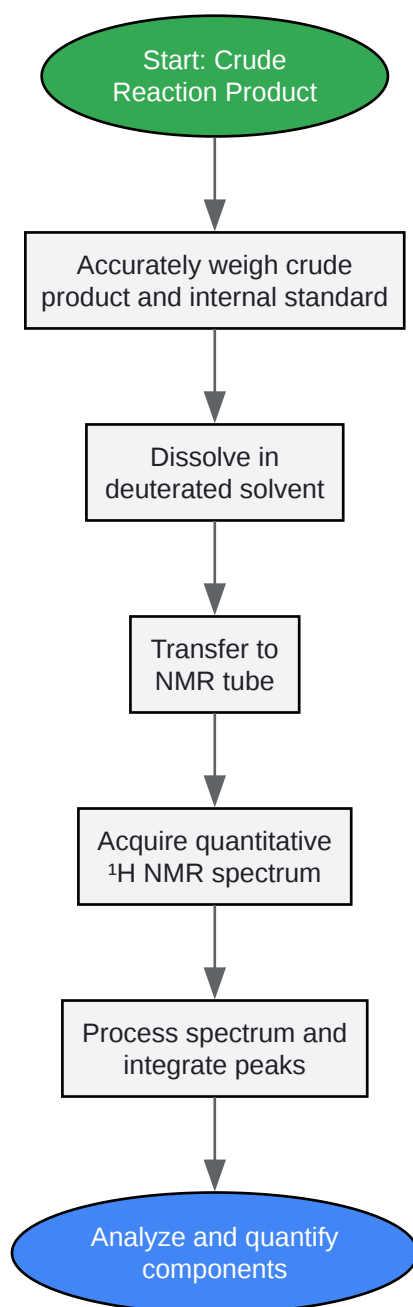 Start: Crude
Reaction Product
Accurately weigh crude
product and internal standard
Dissolve in
deuterated solvent
Transfer to
NMR tube
Acquire quantitative
¹H NMR spectrum
Process spectrum and
integrate peaks
Analyze and quantify
components